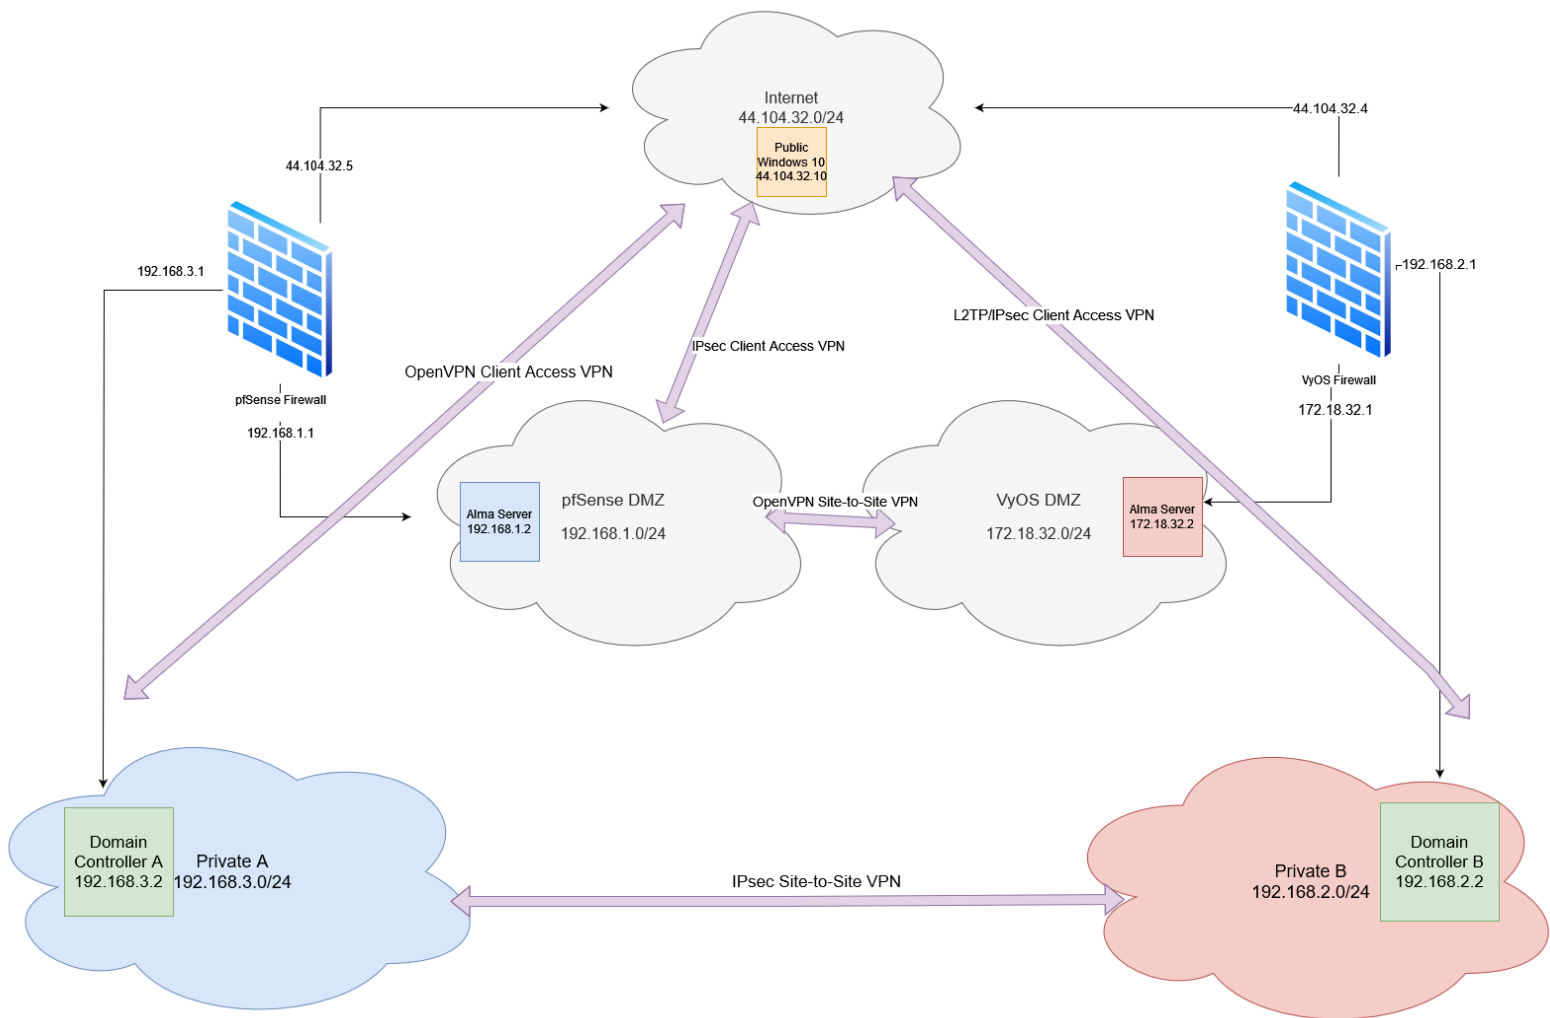 Internet
44.104.32.0/24
Public
Windows 10
44.104.32.10
44.104.32.5
44.104.32.4
192.168.3.1
192.168.2.1
L2TP/IPsec Client Access VPN
IPsec Client Access VPN
OpenVPN Client Access VPN
pfSense Firewall
192.168.1.1
VyOS Firewall
172.18.32.1
pfSense DMZ
192.168.1.0/24
Alma Server
192.168.1.2
OpenVPN Site-to-Site VPN
VyOS DMZ
172.18.32.0/24
Alma Server
172.18.32.2
Domain
Controller A
192.168.3.2
Private A
192.168.3.0/24
IPsec Site-to-Site VPN
Private B
192.168.2.0/24
Domain
Controller B
192.168.2.2